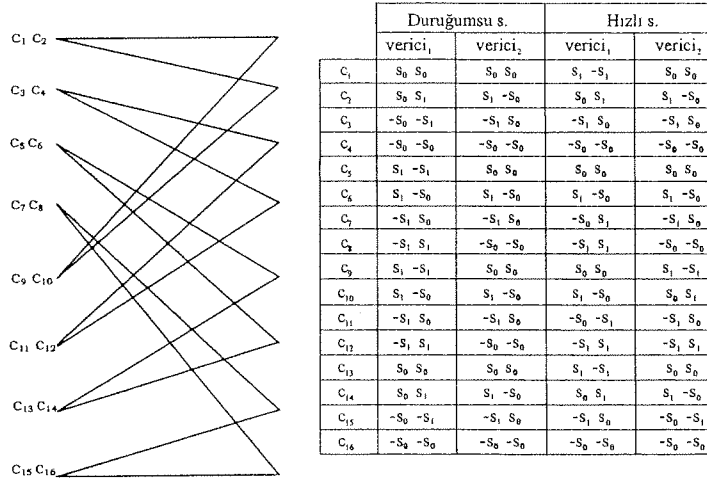 C₁ C₂
C₃ C₄
C₅ C₆
C₇ C₈
C₉ C₁₀
C₁₁ C₁₂
C₁₃ C₁₄
C₁₅ C₁₆
Duruğumsu s. Hızlı s.
verici₁ verici₂ verici₁ verici₂
C₁ S₀ S₀ S₀ S₀ S₁ -S₁ S₀ S₀
C₂ S₀ S₁ S₁ -S₀ S₀ S₁ S₁ -S₀
C₃ -S₀ -S₁ -S₁ S₀ -S₁ S₀ -S₁ S₀
C₄ -S₀ -S₀ -S₀ -S₀ -S₀ -S₀ -S₀ -S₀
C₅ S₁ -S₁ S₀ S₀ S₀ S₀ S₀ S₀
C₆ S₁ -S₀ S₁ -S₀ S₁ -S₀ S₁ -S₀
C₇ -S₁ S₀ -S₁ S₀ -S₀ S₁ -S₁ S₀
C₈ -S₁ S₁ -S₀ -S₀ -S₁ S₁ -S₀ -S₀
C₉ S₁ -S₁ S₀ S₀ S₀ S₀ S₁ -S₁
C₁₀ S₁ -S₀ S₁ -S₀ S₁ -S₀ S₀ S₁
C₁₁ -S₁ S₀ -S₁ S₀ -S₀ -S₁ -S₁ S₀
C₁₂ -S₁ S₁ -S₀ -S₀ -S₁ S₁ -S₁ S₁
C₁₃ S₀ S₀ S₀ S₀ S₁ -S₁ S₀ S₀
C₁₄ S₀ S₁ S₁ -S₀ S₀ S₁ S₁ -S₀
C₁₅ -S₀ -S₁ -S₁ S₀ -S₁ S₀ -S₀ -S₁
C₁₆ -S₀ -S₀ -S₀ -S₀ -S₀ -S₀ -S₀ -S₀